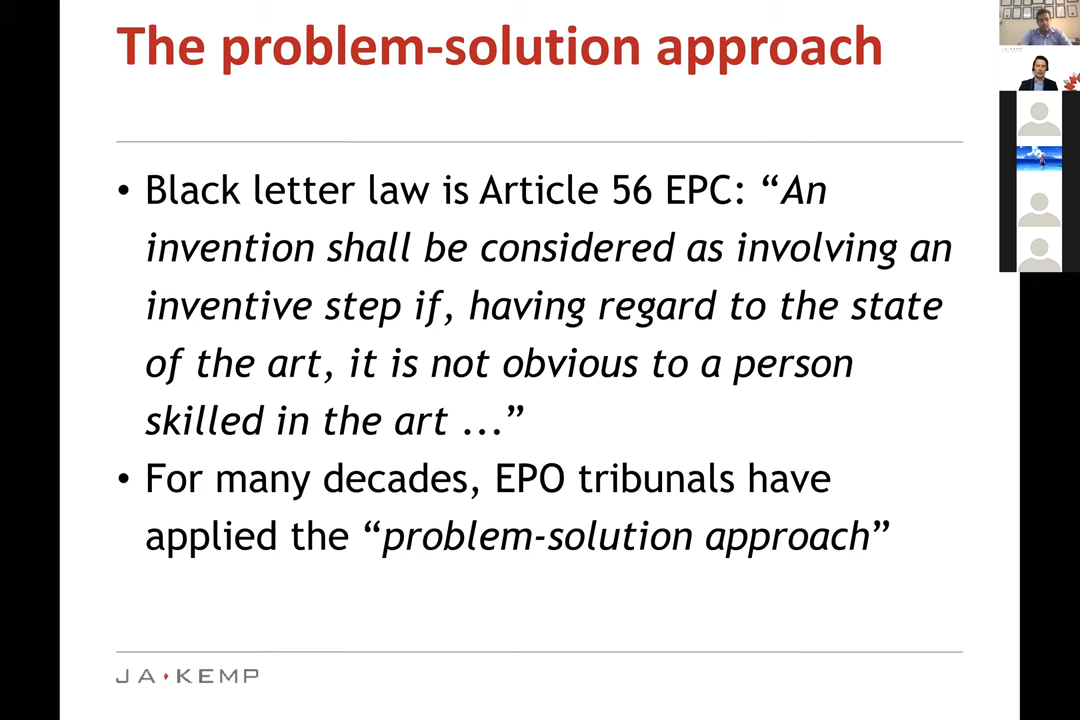 The problem-solution approach
• Black letter law is Article 56 EPC: “An
invention shall be considered as involving an
inventive step if, having regard to the state
of the art, it is not obvious to a person
skilled in the art ...”
• For many decades, EPO tribunals have
applied the “problem-solution approach”
JA KEMP